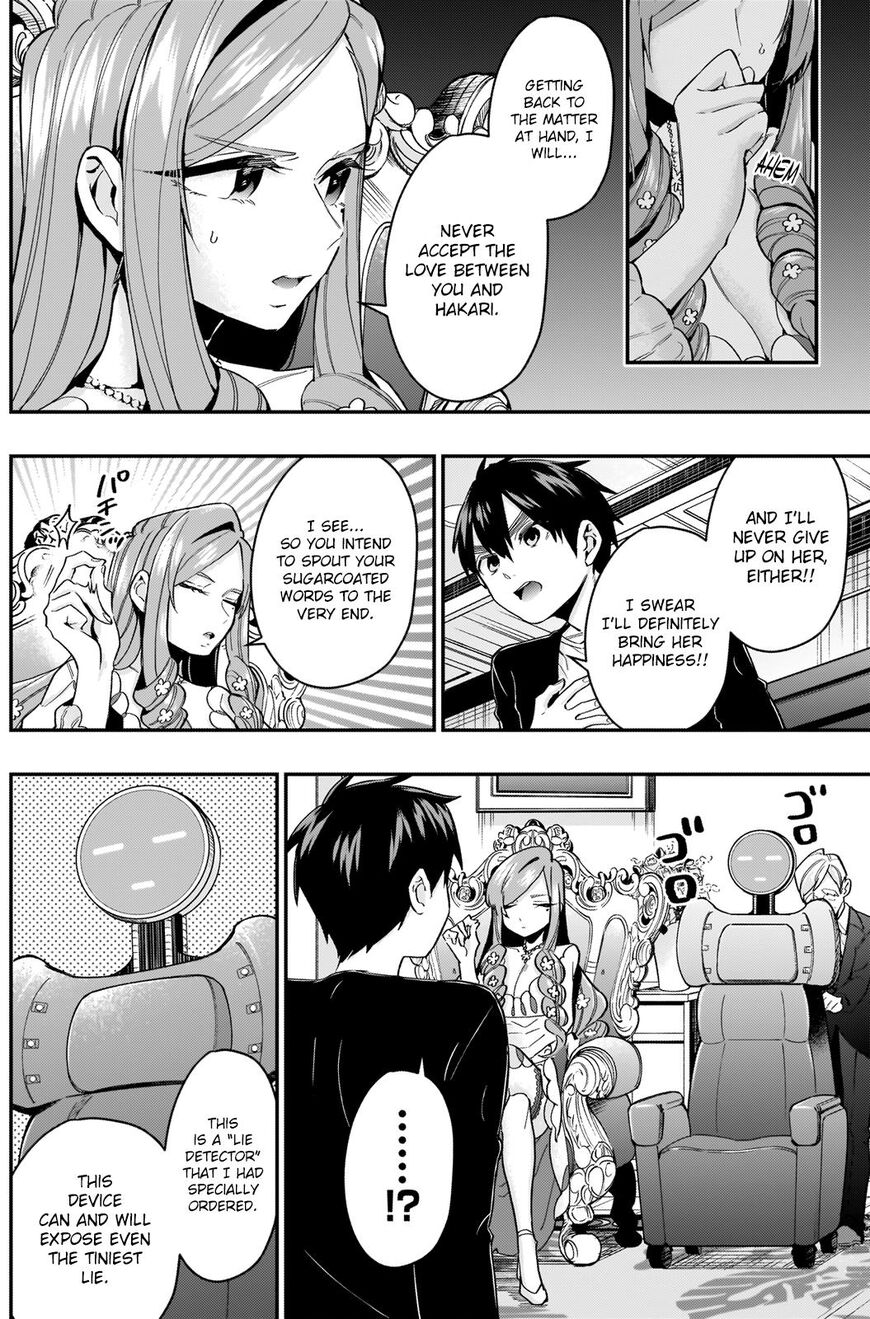 AHEM
GETTING
BACK TO
THE MATTER
AT HAND, I
WILL...
NEVER
ACCEPT THE
LOVE BETWEEN
YOU AND
HAKARI.
AND I'LL
NEVER GIVE
UP ON HER,
EITHER!!
I SWEAR
I'LL DEFINITELY
BRING HER
HAPPINESS!!
I SEE...
SO YOU INTEND
TO SPOUT YOUR
SUGARCOATED
WORDS TO THE
VERY END.
パチン
ゴロ
ゴロ
.......!?
THIS
IS A "LIE
DETECTOR"
THAT I HAD
SPECIALLY
ORDERED.
THIS
DEVICE
CAN AND WILL
EXPOSE EVEN
THE TINIEST
LIE.